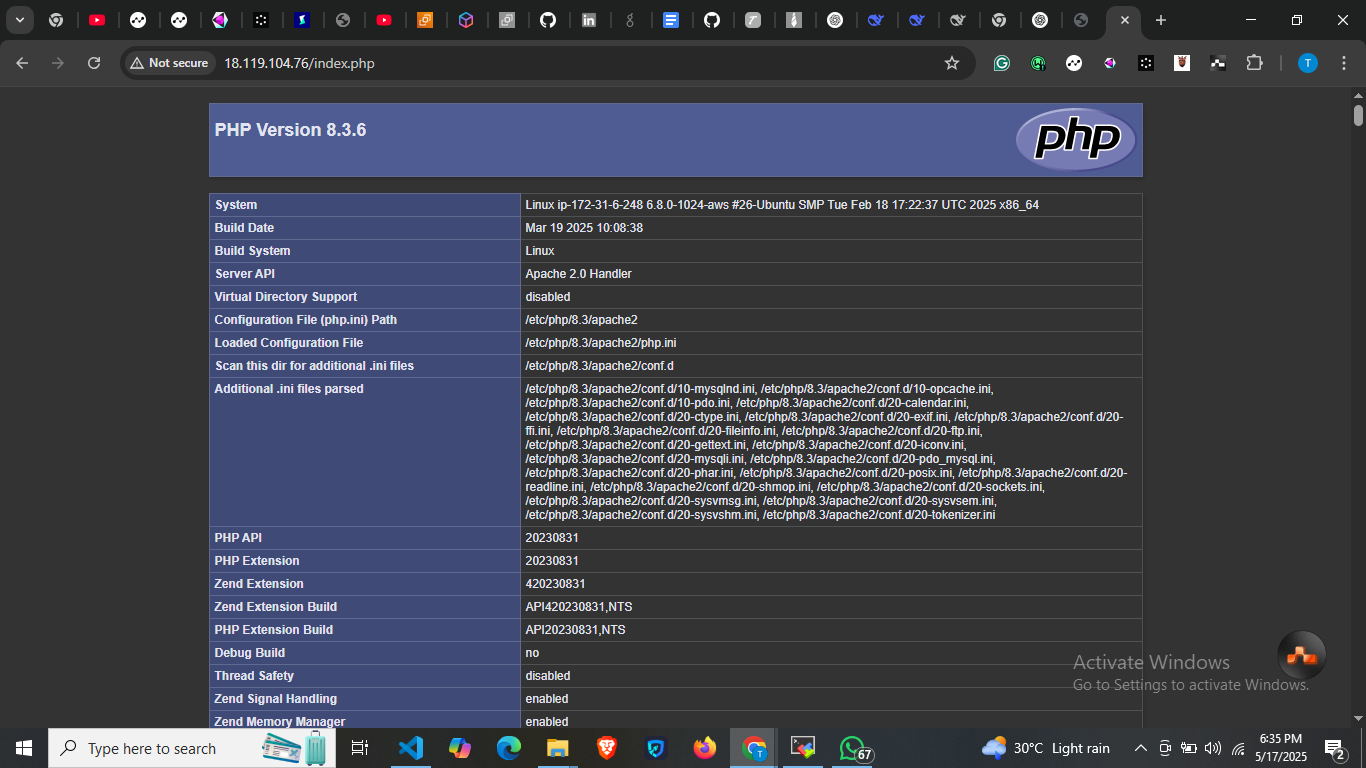 Not secure
18.119.104.76/index.php
T
PHP Version 8.3.6
php
System Linux ip-172-31-6-248 6.8.0-1024-aws #26-Ubuntu SMP Tue Feb 18 17:22:37 UTC 2025 x86_64
Build Date Mar 19 2025 10:08:38
Build System Linux
Server API Apache 2.0 Handler
Virtual Directory Support disabled
Configuration File (php.ini) Path /etc/php/8.3/apache2
Loaded Configuration File /etc/php/8.3/apache2/php.ini
Scan this dir for additional .ini files /etc/php/8.3/apache2/conf.d
Additional .ini files parsed /etc/php/8.3/apache2/conf.d/10-mysqlnd.ini, /etc/php/8.3/apache2/conf.d/10-opcache.ini,
/etc/php/8.3/apache2/conf.d/10-pdo.ini, /etc/php/8.3/apache2/conf.d/20-calendar.ini,
/etc/php/8.3/apache2/conf.d/20-ctype.ini, /etc/php/8.3/apache2/conf.d/20-exif.ini, /etc/php/8.3/apache2/conf.d/20-
ffi.ini, /etc/php/8.3/apache2/conf.d/20-fileinfo.ini, /etc/php/8.3/apache2/conf.d/20-ftp.ini,
/etc/php/8.3/apache2/conf.d/20-gettext.ini, /etc/php/8.3/apache2/conf.d/20-iconv.ini,
/etc/php/8.3/apache2/conf.d/20-mysqli.ini, /etc/php/8.3/apache2/conf.d/20-pdo_mysql.ini,
/etc/php/8.3/apache2/conf.d/20-phar.ini, /etc/php/8.3/apache2/conf.d/20-posix.ini, /etc/php/8.3/apache2/conf.d/20-
readline.ini, /etc/php/8.3/apache2/conf.d/20-shmop.ini, /etc/php/8.3/apache2/conf.d/20-sockets.ini,
/etc/php/8.3/apache2/conf.d/20-sysvmsg.ini, /etc/php/8.3/apache2/conf.d/20-sysvsem.ini,
/etc/php/8.3/apache2/conf.d/20-sysvshm.ini, /etc/php/8.3/apache2/conf.d/20-tokenizer.ini
PHP API 20230831
PHP Extension 20230831
Zend Extension 420230831
Zend Extension Build API420230831,NTS
PHP Extension Build API20230831,NTS
Debug Build no
Thread Safety disabled
Zend Signal Handling enabled
Zend Memory Manager enabled
Activate Windows
Go to Settings to activate Windows.
Type here to search
T
67
30°C Light rain
6:35 PM
5/17/2025
2